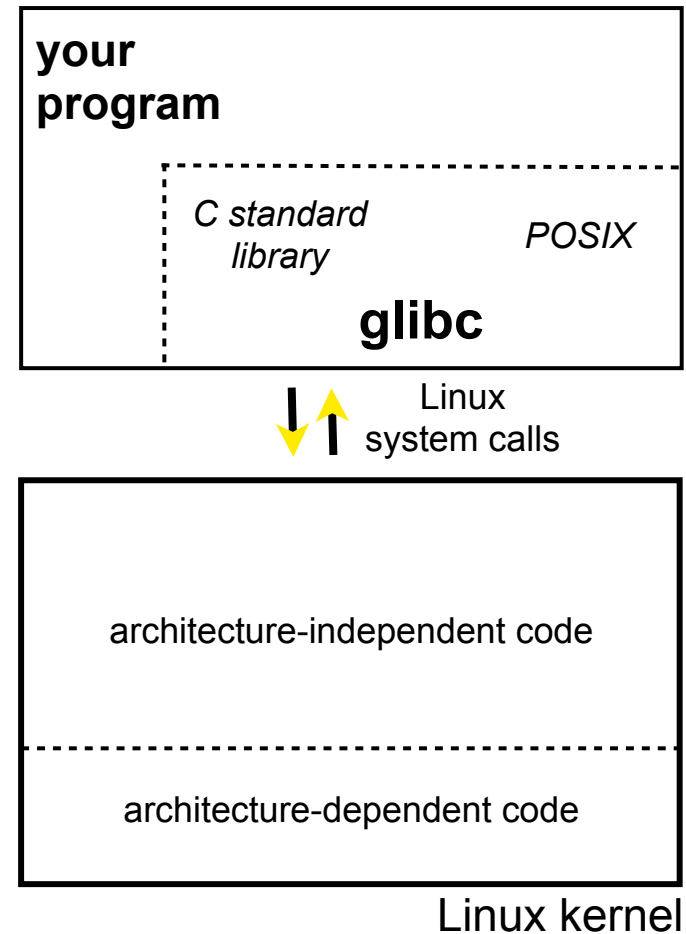 your
program
C standard
library
POSIX
glibc
Linux
system calls
architecture-independent code
architecture-dependent code
Linux kernel